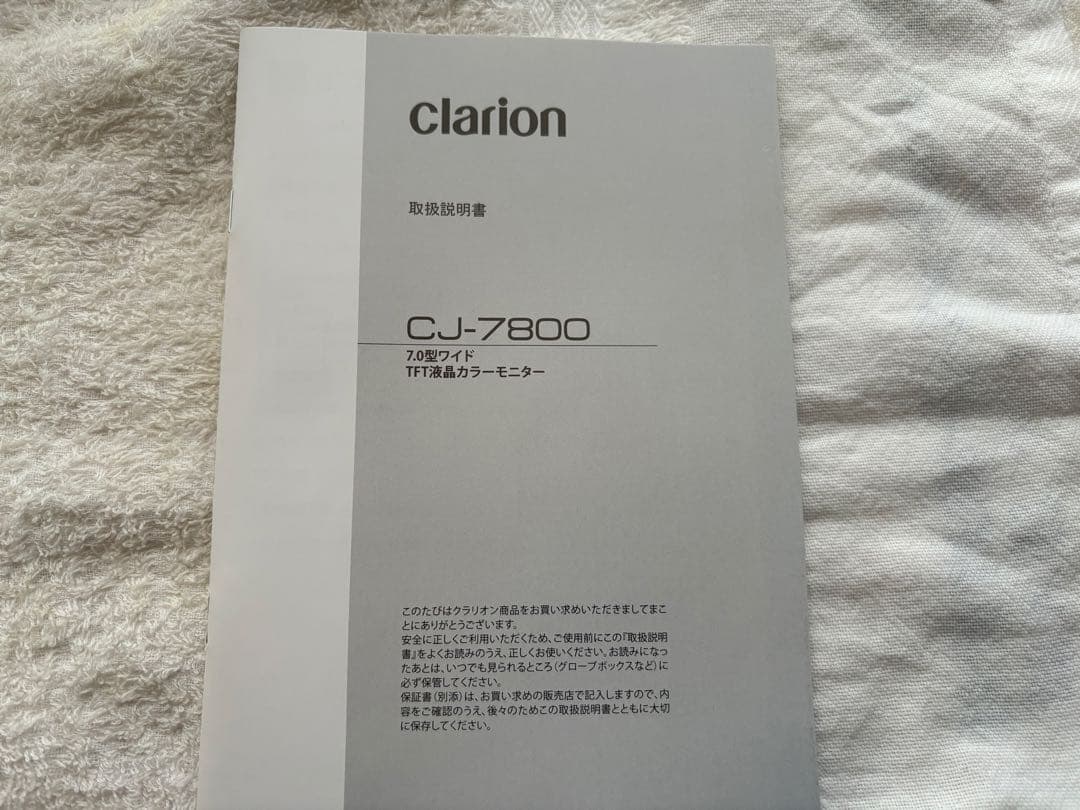 clarion
取扱説明書
CJ-7800
7.0型ワイド
TFT液晶カラーモニター
このたびはクラリオン商品をお買い求めいただきましてまこ
とにありがとうございます。
安全に正しくご利用いただくため、ご使用前にこの『取扱説明
書』をよくお読みのうえ、正しくお使いください。お読みになっ
たあとは、いつでも見られるところ（グローブボックスなど）に
必ず保管してください。
保証書（別添）は、お買い求めの販売店で記入しますので、内
容をご確認のうえ、後々のためこの取扱説明書とともに大切
に保存してください。